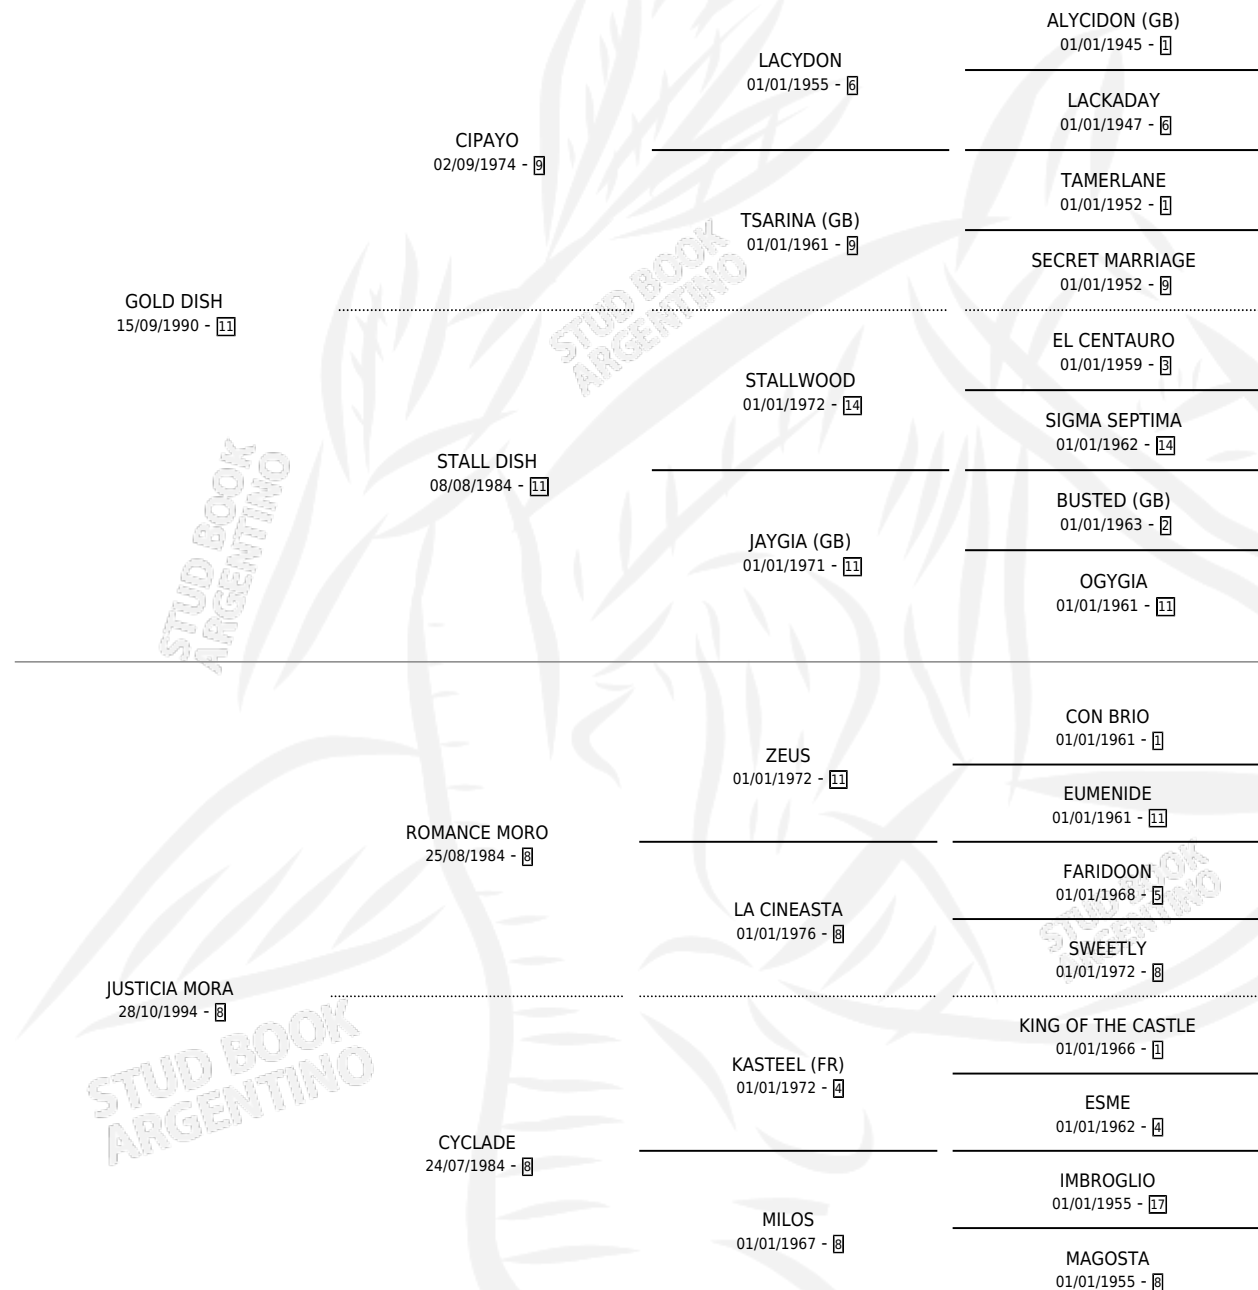 ALYCIDON (GB)
01/01/1945 - 1
LACYDON
01/01/1955 - 6
LACKADAY
01/01/1947 - 6
CIPAYO
02/09/1974 - 9
TAMERLANE
01/01/1952 - 1
TSARINA (GB)
01/01/1961 - 9
SECRET MARRIAGE
01/01/1952 - 9
GOLD DISH
15/09/1990 - 11
EL CENTAURO
01/01/1959 - 3
STALLWOOD
01/01/1972 - 14
SIGMA SEPTIMA
01/01/1962 - 14
STALL DISH
08/08/1984 - 11
BUSTED (GB)
01/01/1963 - 2
JAYGIA (GB)
01/01/1971 - 11
OGYGIA
01/01/1961 - 11
CON BRIO
01/01/1961 - 1
ZEUS
01/01/1972 - 11
EUMENIDE
01/01/1961 - 11
ROMANCE MORO
25/08/1984 - 8
FARIDOON
01/01/1968 - 5
LA CINEASTA
01/01/1976 - 8
SWEETLY
01/01/1972 - 8
JUSTICIA MORA
28/10/1994 - 8
KING OF THE CASTLE
01/01/1966 - 1
KASTEEL (FR)
01/01/1972 - 4
ESME
01/01/1962 - 4
CYCLADE
24/07/1984 - 8
IMBROGLIO
01/01/1955 - 17
MILOS
01/01/1967 - 8
MAGOSTA
01/01/1955 - 8
STUD BOOK
ARGENTINO
STUD BOOK
ARGENTINO
STUD BOOK
ARGENTINO
STUD BOOK
ARGENTINO